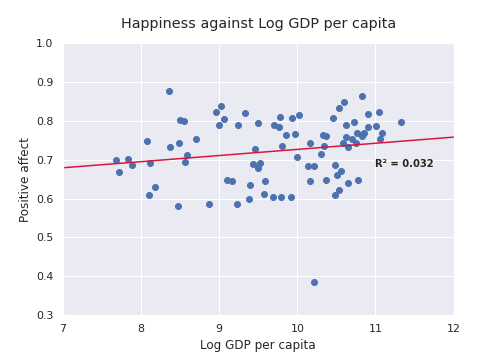 Happiness against Log GDP per capita
1.0
0.9
0.8
0.7
0.6
0.5
0.4
0.3
Positive affect
R² = 0.032
7 8 9 10 11 12
Log GDP per capita